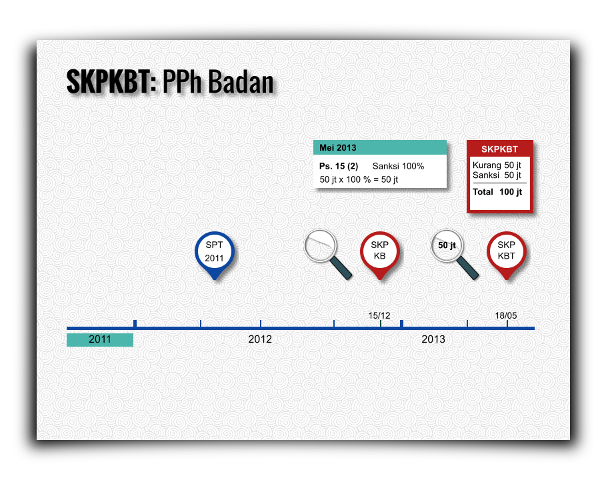 SKPKBT: PPh Badan
Mei 2013
Ps. 15 (2) Sanksi 100%
50 jt x 100 % = 50 jt
SKPKBT
Kurang 50 jt
Sanksi 50 jt
Total 100 jt
SPT
2011
SKP
KB
50 jt
SKP
KBT
15/12
18/05
2011
2012
2013